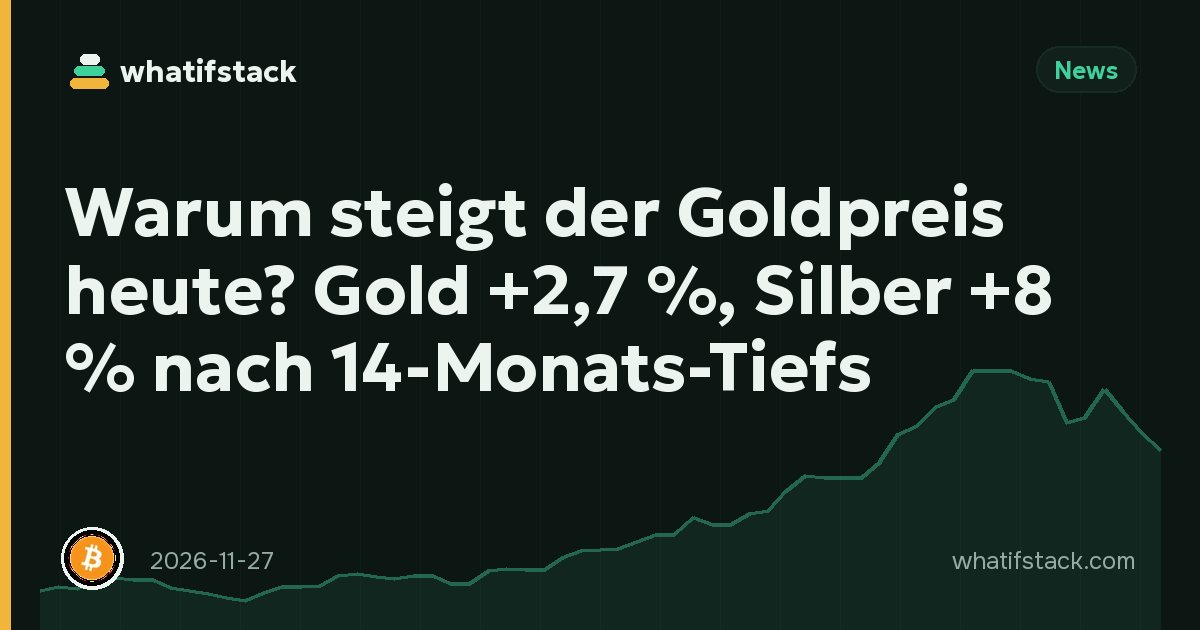 whatifstack
News
Warum steigt der Goldpreis
heute? Gold +2,7 %, Silber +8
% nach 14-Monats-Tiefs
2026-11-27
whatifstack.com